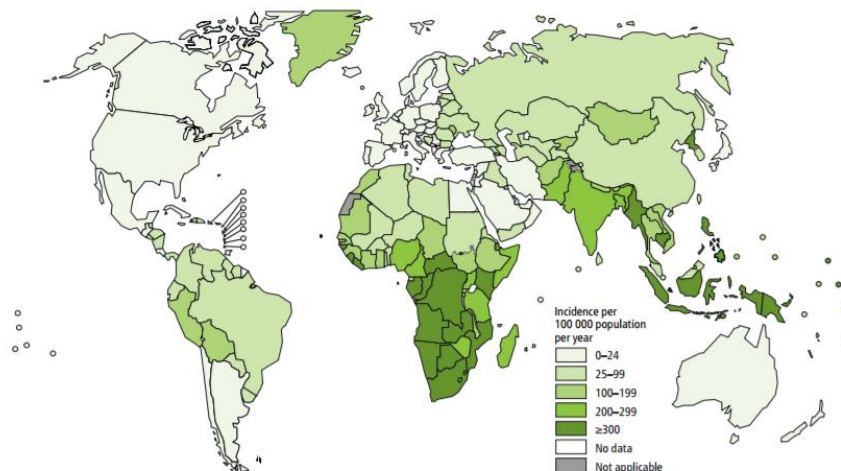 Incidence per
100 000 population
per year
0–24
25–99
100–199
200–299
≥300
No data
Not applicable